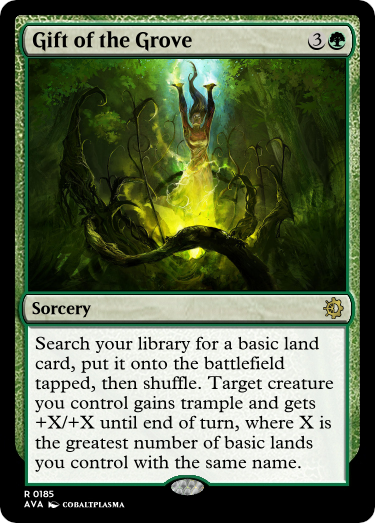 Gift of the Grove 3
Sorcery
Search your library for a basic land
card, put it onto the battlefield
tapped, then shuffle. Target creature
you control gains trample and gets
+X/+X until end of turn, where X is
the greatest number of basic lands
you control with the same name.
R 0185
AVA COBALTPLASMA